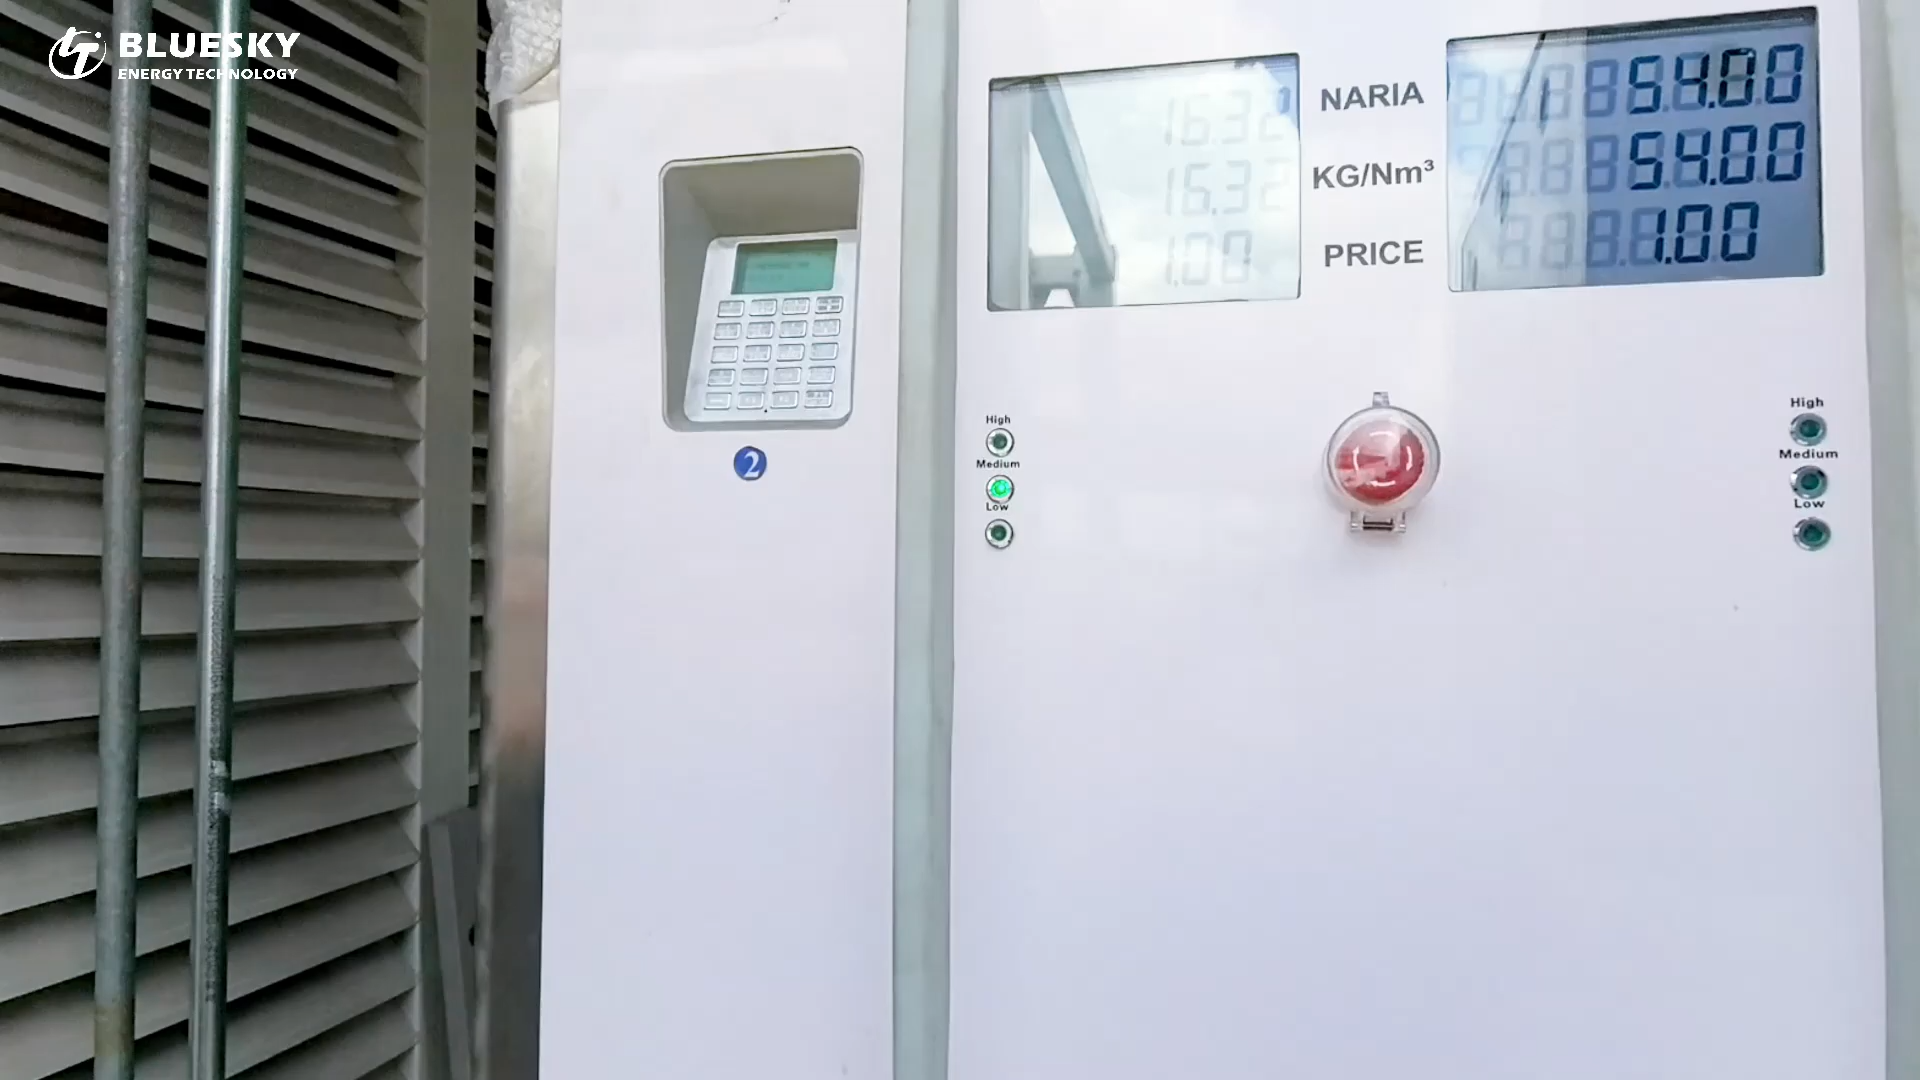 BLUESKY
ENERGY TECHNOLOGY
16.32
NARIA
54.00
16.32
KG/Nm³
54.00
1.00
PRICE
1.00
2
High
Medium
Low
High
Medium
Low